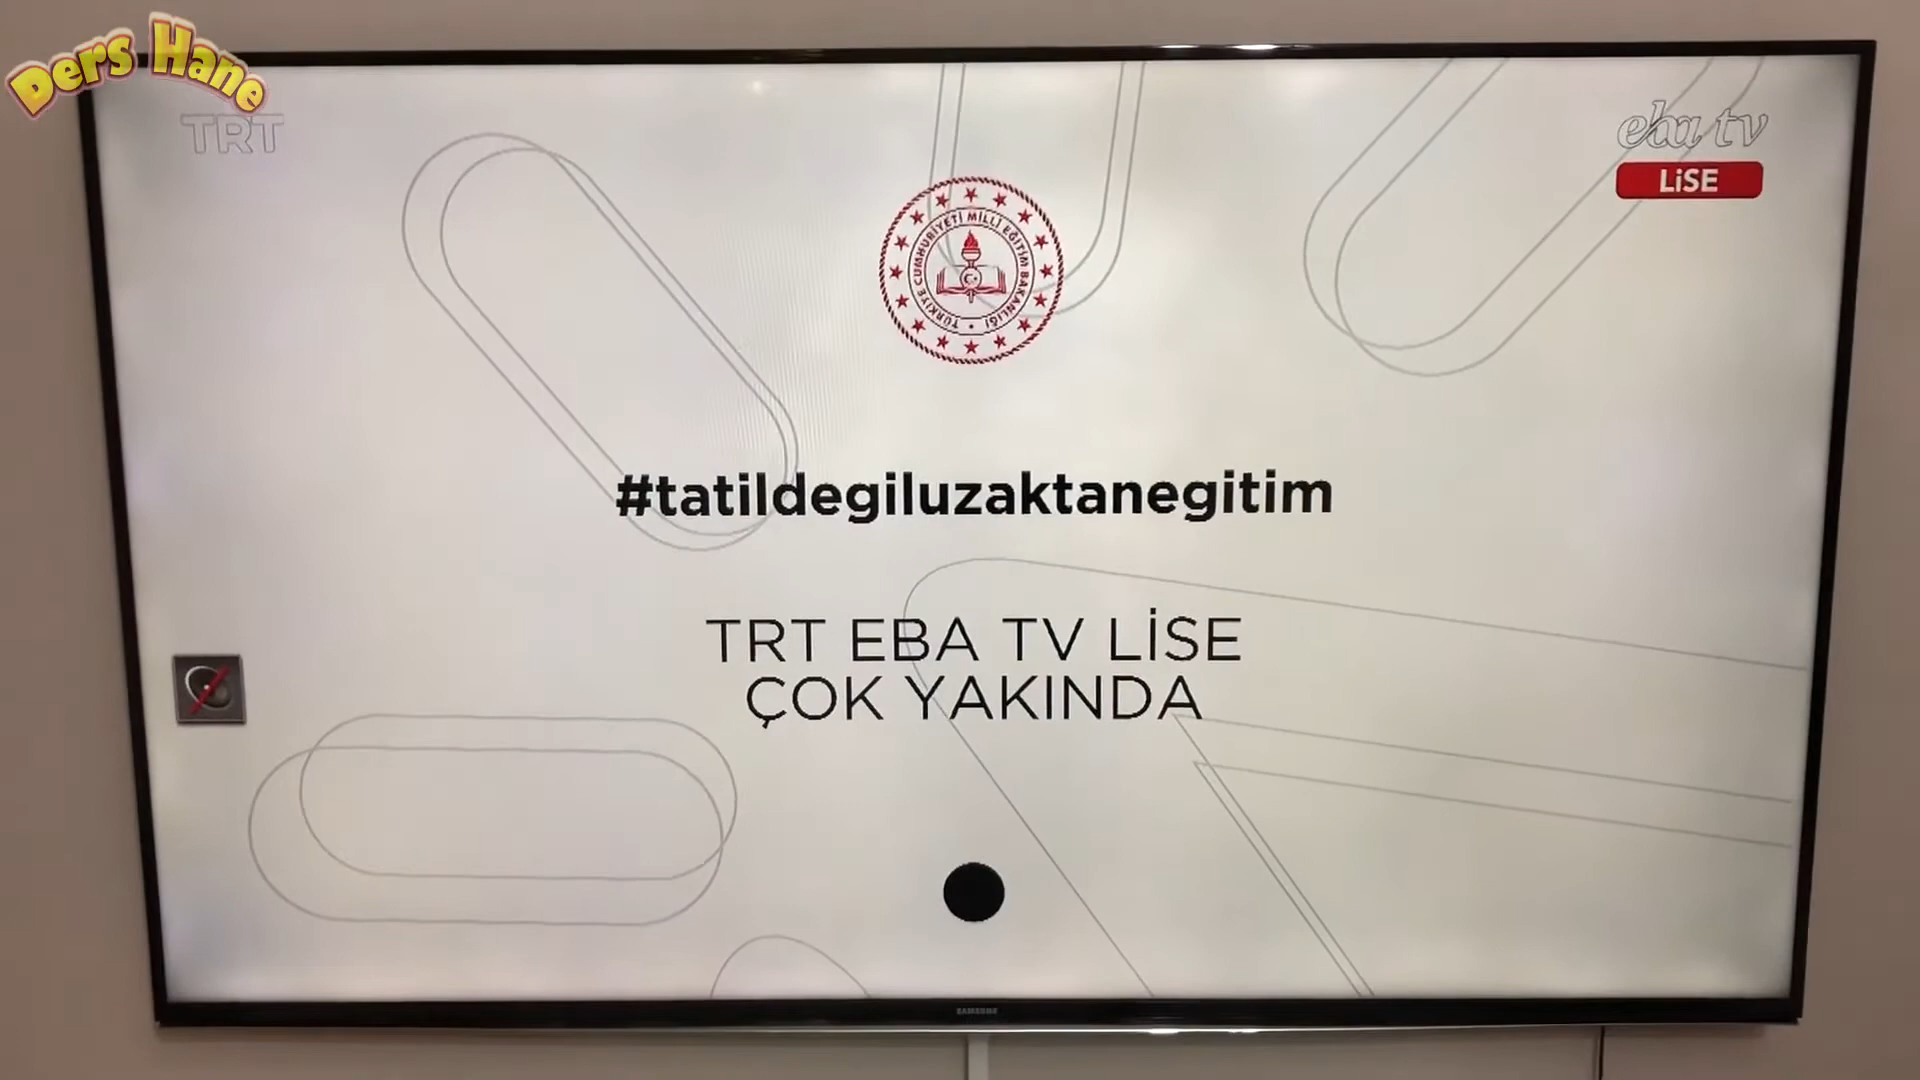 Ders Hane
TRT
eba tv
LİSE
TÜRKİYE CUMHURİYETİ MİLLİ EĞİTİM BAKANLIĞI
#tatildegiluzaktanegitim
TRT EBA TV LİSE
ÇOK YAKINDA
SAMSUNG